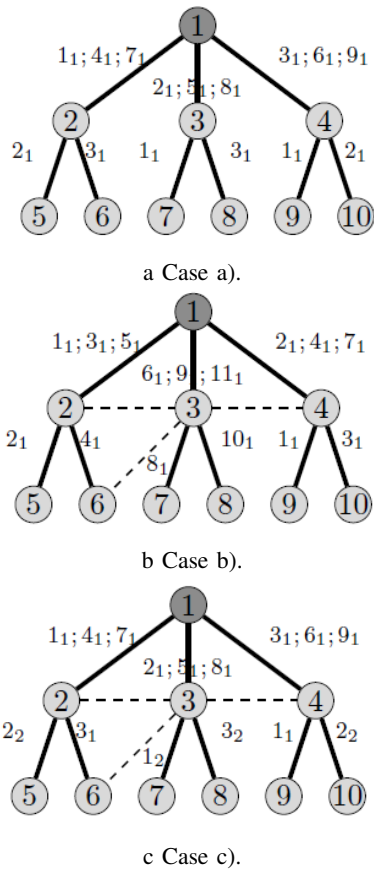 1
1₁;4₁;7₁ 3₁;6₁;9₁
2₁;5₁;8₁
2 3 4
2₁ 3₁ 1₁ 3₁ 1₁ 2₁
5 6 7 8 9 10
a Case a).
1
1₁;3₁;5₁ 2₁;4₁;7₁
6₁;9₁;11₁
2 3 4
2₁ 4₁ 10₁ 1₁ 3₁
8₁
5 6 7 8 9 10
b Case b).
1
1₁;4₁;7₁ 3₁;6₁;9₁
2₁;5₁;8₁
2 3 4
2₂ 3₁ 3₂ 1₁ 2₂
1₂
5 6 7 8 9 10
c Case c).